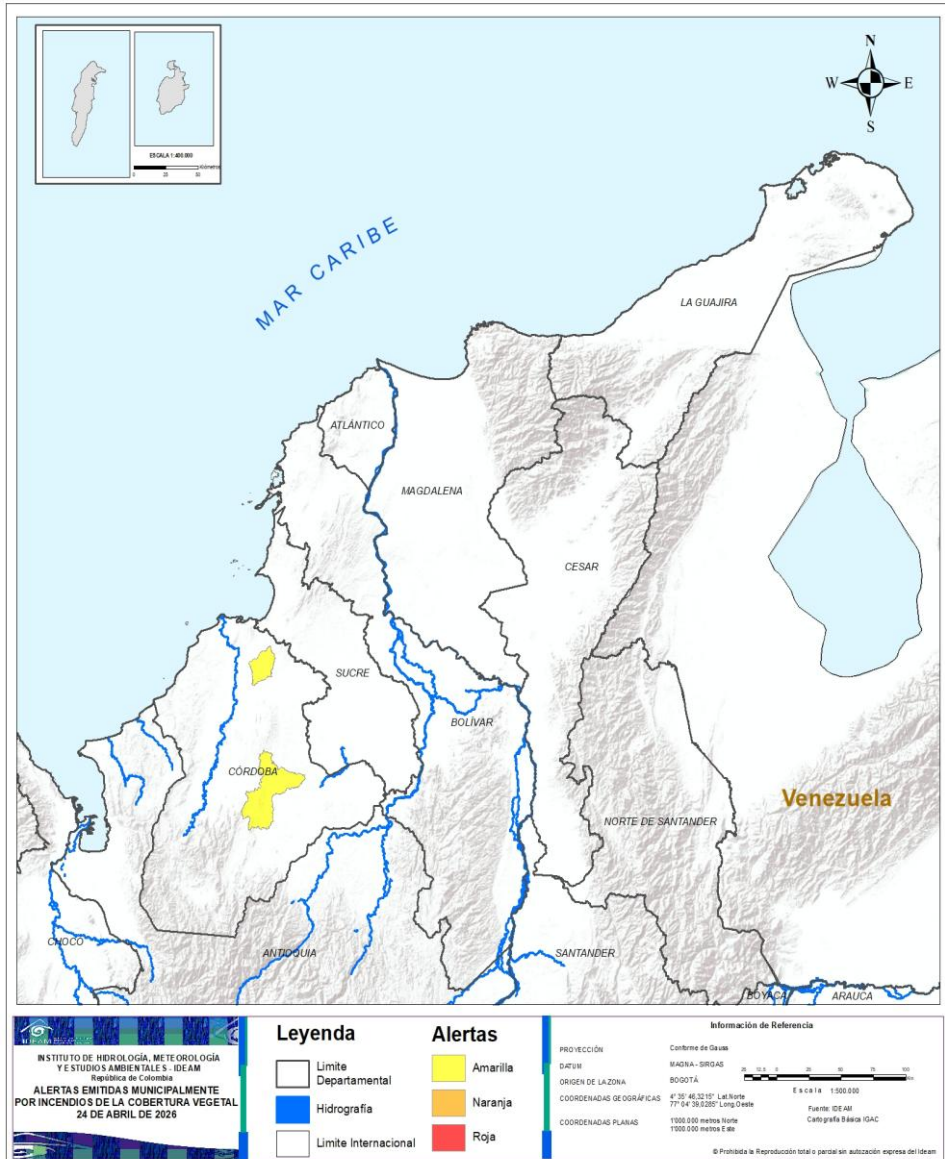 N
W
E
S
ESCALA 1:400.000
Kilómetros
0
MAR CARIBE
LA GUAJIRA
ATLÁNTICO
MAGDALENA
CESAR
SUCRE
BOLÍVAR
CÓRDOBA
Venezuela
NORTE DE SANTANDER
CHOCO
ANTIOQUIA
SANTANDER
BOYACA
ARAUCA
IDEAM
INSTITUTO DE HIDROLOGÍA, METEOROLOGÍA
Y ESTUDIOS AMBIENTALES - IDEAM
República de Colombia
ALERTAS EMITIDAS MUNICIPALMENTE
POR INCENDIOS DE LA COBERTURA VEGETAL
24 DE ABRIL DE 2026
Leyenda
Limite
Departamental
Hidrografía
Limite Internacional
Alertas
Amarilla
Naranja
Roja
Información de Referencia
PROYECCIÓN Conforme de Gauss
DATUM MAGNA - SIRGAS
ORIGEN DE LA ZONA BOGOTÁ
COORDENADAS GEOGRÁFICAS 4° 35' 46,3215" Lat.Norte
77° 04' 39,0285" Long.Oeste
COORDENADAS PLANAS 1'000.000 metros Norte
1'000.000 metros Este
Escala 1:500.000
Fuente: IDEAM
Cartografía Básica IGAC
© Prohibida la Reproducción total o parcial sin autozación expresa del Ideam